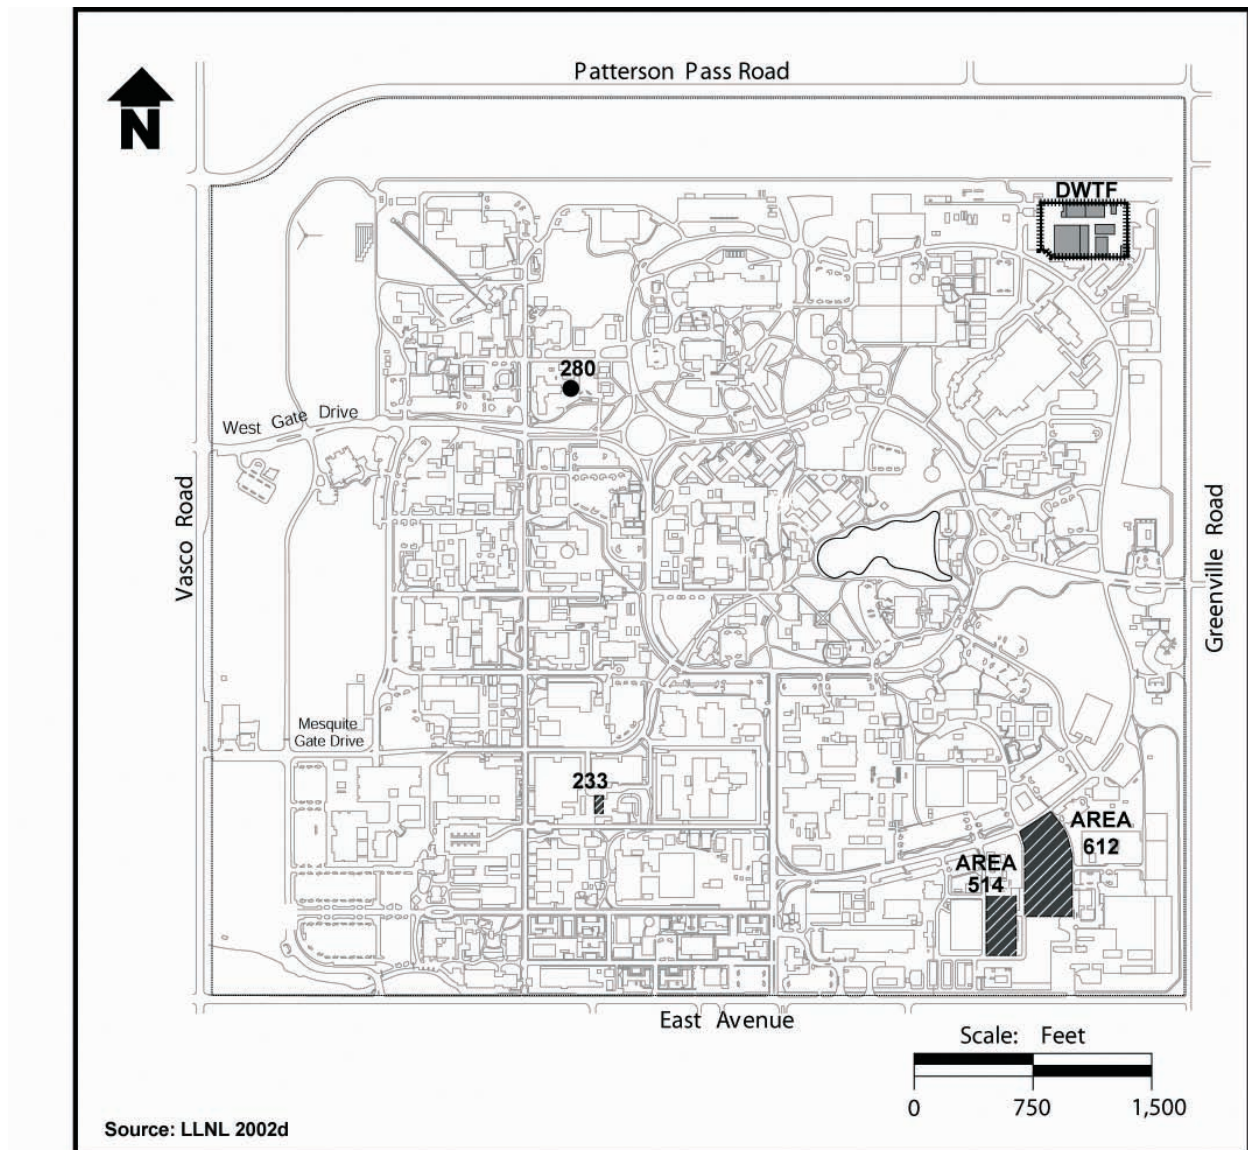 Patterson Pass Road
N
DWTF
280
West Gate Drive
Vasco Road
Greenville Road
Mesquite
Gate Drive
233
AREA
612
AREA
514
East Avenue
Scale: Feet
0 750 1,500
Source: LLNL 2002d